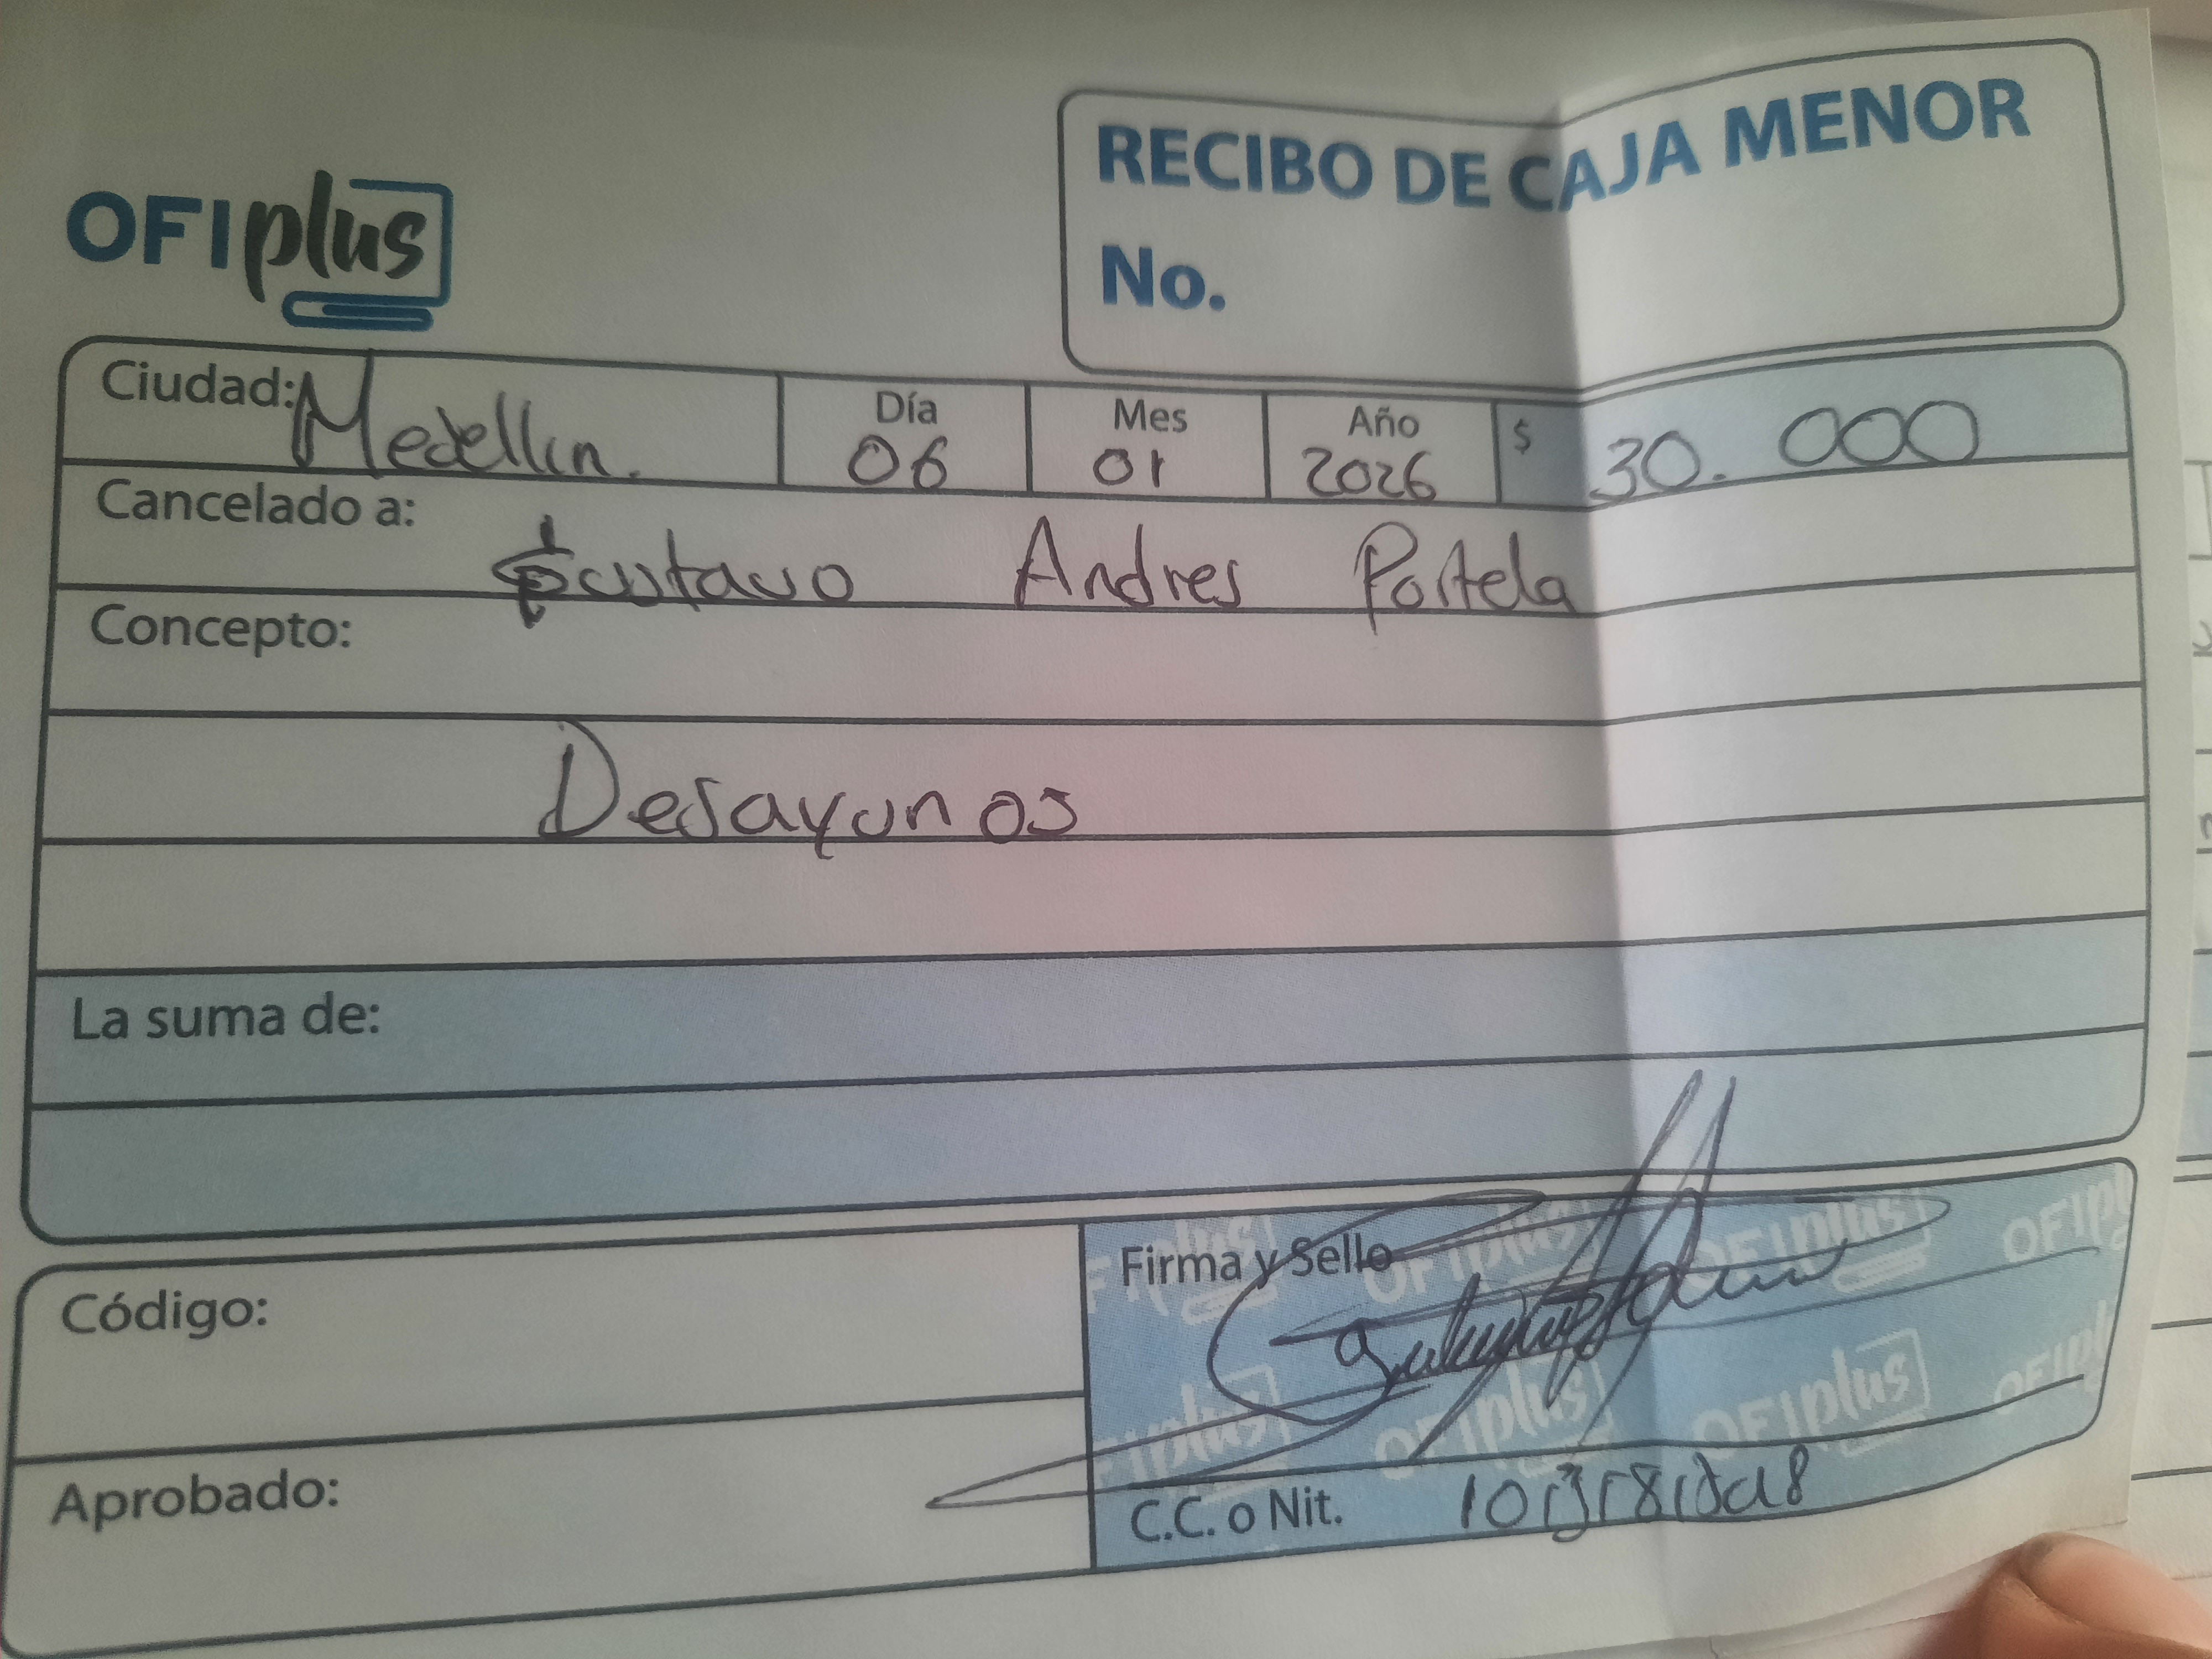 OFIplus
RECIBO DE CAJA MENOR
No.
Ciudad: Medellin.
Día 06
Mes 01
Año 2026
$ 30.000
Cancelado a: Gustavo Andres Portela
Concepto:
Desayunos
La suma de:
Código:
Firma y Sello
Aprobado:
C.C. o Nit.